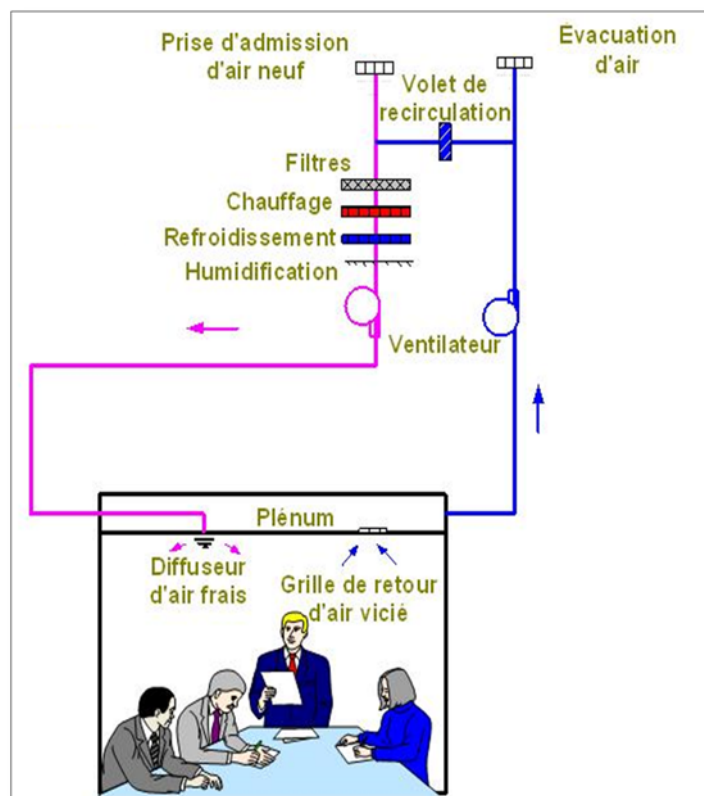 Prise d'admission
d'air neuf
Évacuation
d'air
Volet de
recirculation
Filtres
Chauffage
Refroidissement
Humidification
Ventilateur
Plénum
Diffuseur
d'air frais
Grille de retour
d'air vicié